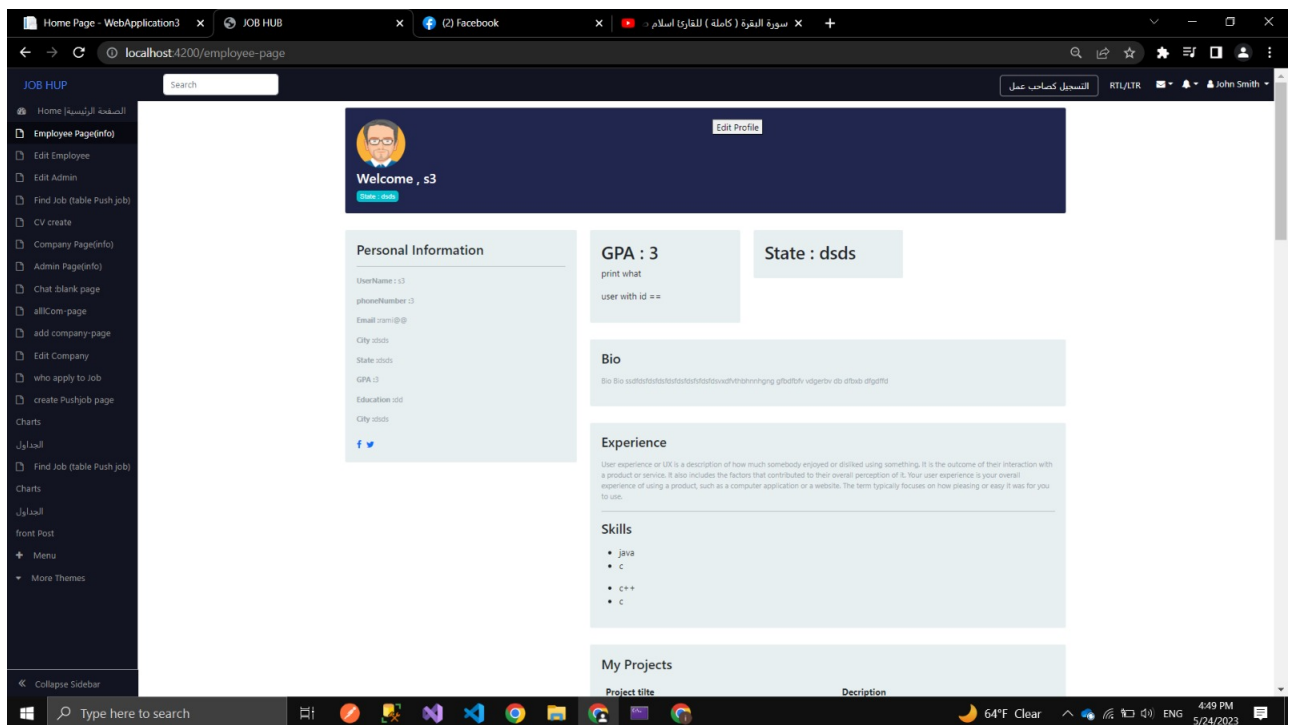 Home Page - WebApplication3
JOB HUB
(2) Facebook
سورة البقرة ( كاملة ) للقارئ اسلام
localhost:4200/employee-page
JOB HUP
Search
التسجيل كصاحب عمل
RTL/LTR
John Smith
الصفحة الرئيسية| Home
Employee Page(info)
Edit Employee
Edit Admin
Find Job (table Push job)
CV create
Company Page(info)
Admin Page(info)
Chat :blank page
alllCom-page
add company-page
Edit Company
who apply to Job
create Pushjob page
Charts
الجداول
Find Job (table Push job)
Charts
الجداول
front Post
Menu
More Themes
Collapse Sidebar
Edit Profile
Welcome , s3
State : dsds
Personal Information
UserName : s3
phoneNumber :3
Email :rami@@
City :dsds
State :dsds
GPA :3
Education :dd
City :dsds
GPA : 3
print what
user with id ==
State : dsds
Bio
Bio Bio
Experience
User experience or UX is a description of how much somebody enjoyed or disliked using something. It is the outcome of their interaction with
a product or service. It also includes the factors that contributed to their overall perception of it. Your user experience is your overall
experience of using a product, such as a computer application or a website. The term typically focuses on how pleasing or easy it was for you
to use.
Skills
• java
• c
• c++
• c
My Projects
Project tilte
Decription
Type here to search
64°F Clear
ENG
4:49 PM
5/24/2023